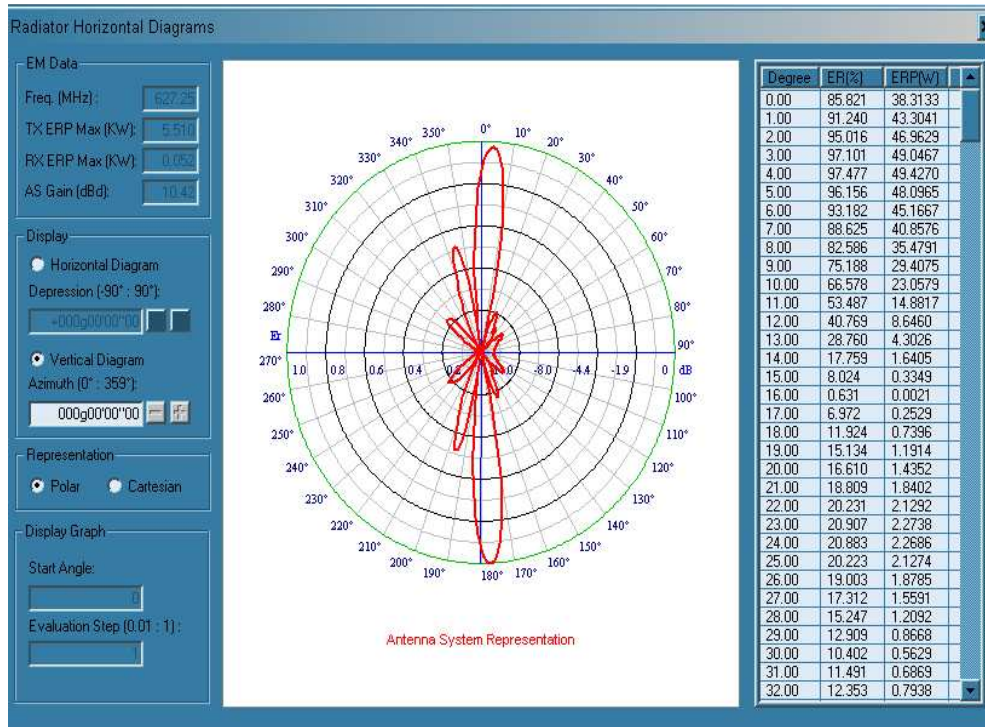 Radiator Horizontal Diagrams
EM Data
Freq. (MHz) : 627.25
TX ERP Max (KW): 5.510
RX ERP Max (KW): 0.052
AS Gain (dBd): 10.42
Display
Horizontal Diagram
Depression (-90° : 90°):
+000g00'00"00
Vertical Diagram
Azimuth (0° : 359°):
000g00'00"00
Representation
Polar Cartesian
Display Graph
Start Angle:
0
Evaluation Step (0.01 : 1) :
1
0°
10°
20°
30°
40°
50°
60°
70°
80°
90°
100°
110°
120°
130°
140°
150°
160°
170°
180°
190°
200°
210°
220°
230°
240°
250°
260°
270°
280°
290°
300°
310°
320°
330°
340°
350°
Er
1.0 0.8 0.6 0.4 -8.0 -4.4 -1.9 0 dB
Antenna System Representation
Degree ER(%) ERP(W)
0.00 85.821 38.3133
1.00 91.240 43.3041
2.00 95.016 46.9629
3.00 97.101 49.0467
4.00 97.477 49.4270
5.00 96.156 48.0965
6.00 93.182 45.1667
7.00 88.625 40.8576
8.00 82.586 35.4791
9.00 75.188 29.4075
10.00 66.578 23.0579
11.00 53.487 14.8817
12.00 40.769 8.6460
13.00 28.760 4.3026
14.00 17.759 1.6405
15.00 8.024 0.3349
16.00 0.631 0.0021
17.00 6.972 0.2529
18.00 11.924 0.7396
19.00 15.134 1.1914
20.00 16.610 1.4352
21.00 18.809 1.8402
22.00 20.231 2.1292
23.00 20.907 2.2738
24.00 20.883 2.2686
25.00 20.223 2.1274
26.00 19.003 1.8785
27.00 17.312 1.5591
28.00 15.247 1.2092
29.00 12.909 0.8668
30.00 10.402 0.5629
31.00 11.491 0.6869
32.00 12.353 0.7938